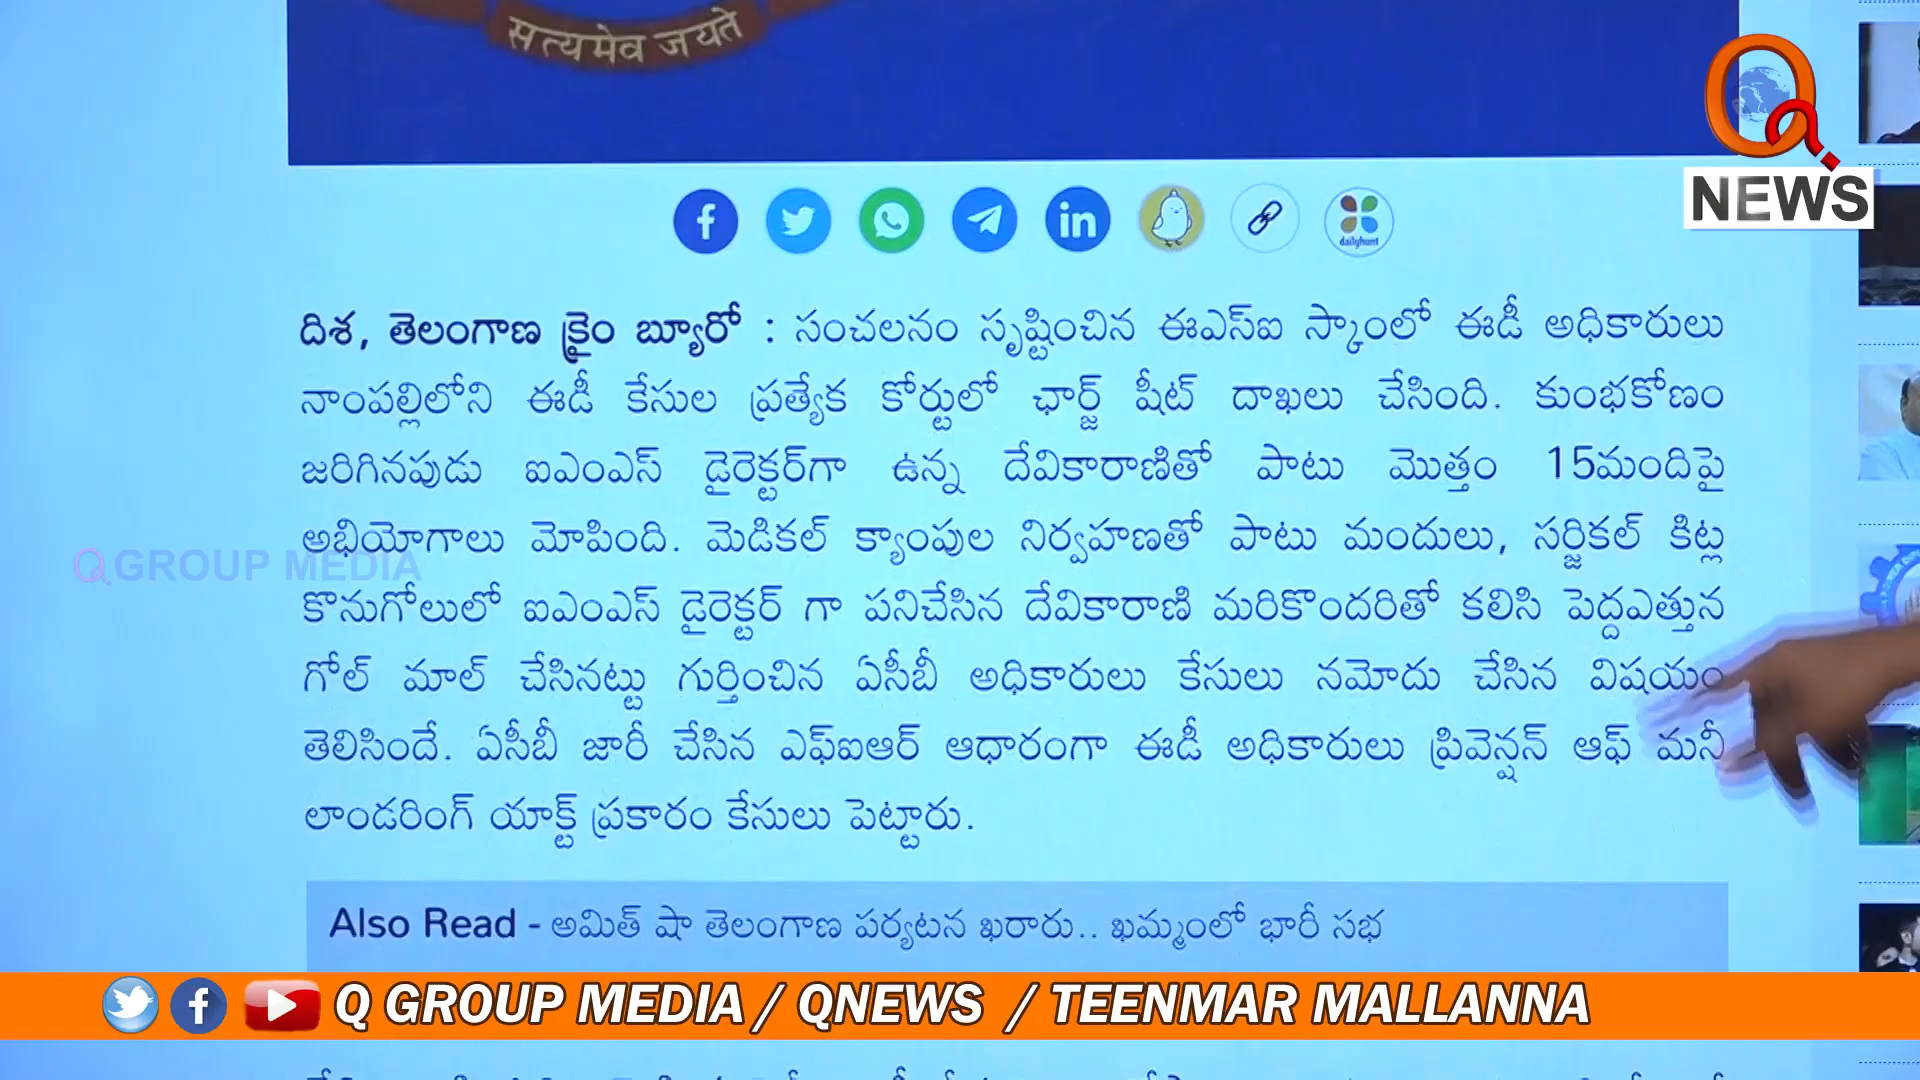 सत्यमेव जयते
NEWS
in
dailyhunt
దిశ, తెలంగాణ క్రైం బ్యూరో : సంచలనం సృష్టించిన ఈఎస్ఐ స్కాంలో ఈడీ అధికారులు
నాంపల్లిలోని ఈడీ కేసుల ప్రత్యేక కోర్టులో ఛార్జ్ షీట్ దాఖలు చేసింది. కుంభకోణం
జరిగినపుడు ఐఎంఎస్ డైరెక్టర్‌గా ఉన్న దేవికారాణితో పాటు మొత్తం 15మందిపై
అభియోగాలు మోపింది. మెడికల్ క్యాంపుల నిర్వహణతో పాటు మందులు, సర్జికల్ కిట్ల
Q GROUP MEDIA
కొనుగోలులో ఐఎంఎస్ డైరెక్టర్ గా పనిచేసిన దేవికారాణి మరికొందరితో కలిసి పెద్దఎత్తున
గోల్ మాల్ చేసినట్టు గుర్తించిన ఏసీబీ అధికారులు కేసులు నమోదు చేసిన విషయం
తెలిసిందే. ఏసీబీ జారీ చేసిన ఎఫ్ఐఆర్ ఆధారంగా ఈడీ అధికారులు ప్రివెన్షన్ ఆఫ్ మనీ
లాండరింగ్ యాక్ట్ ప్రకారం కేసులు పెట్టారు.
Also Read - అమిత్ షా తెలంగాణ పర్యటన ఖరారు.. ఖమ్మంలో భారీ సభ
Q GROUP MEDIA / QNEWS / TEENMAR MALLANNA